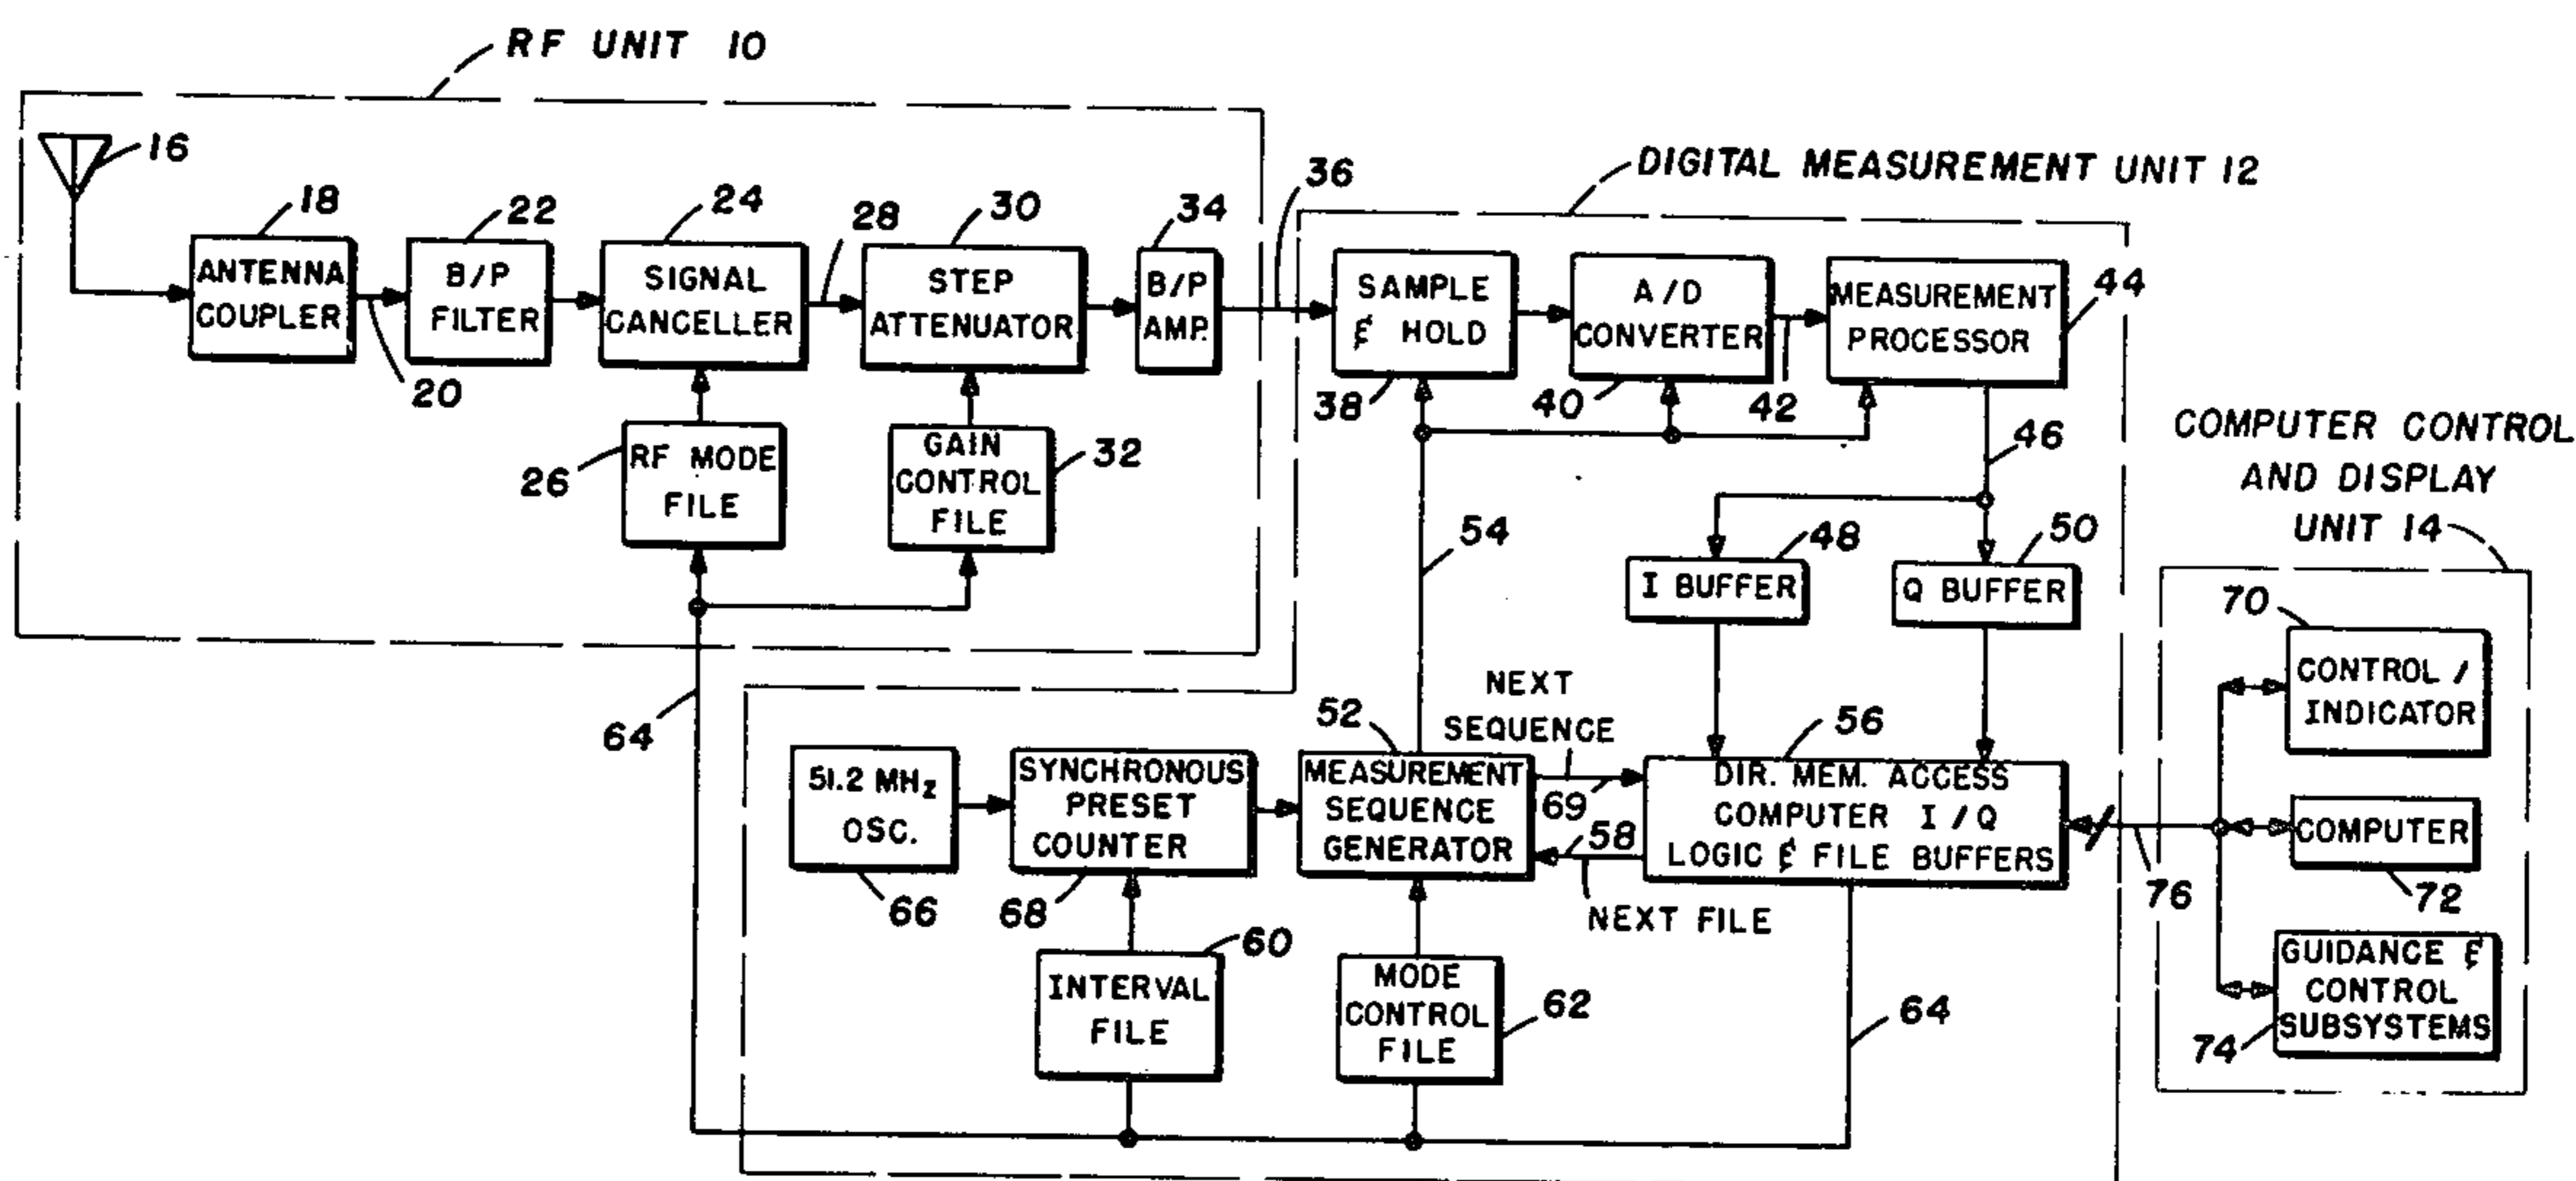 RF UNIT 10
16
18
ANTENNA
COUPLER
20
22
B/P
FILTER
24
SIGNAL
CANCELLER
28
30
STEP
ATTENUATOR
34
B/P
AMP.
36
26
RF MODE
FILE
GAIN
CONTROL
FILE
32
64
DIGITAL MEASUREMENT UNIT 12
SAMPLE
& HOLD
38
A/D
CONVERTER
40
42
MEASUREMENT
PROCESSOR
44
46
48
I BUFFER
50
Q BUFFER
54
51.2 MHz
OSC.
66
SYNCHRONOUS
PRESET
COUNTER
68
52
MEASUREMENT
SEQUENCE
GENERATOR
NEXT
SEQUENCE
69
58
NEXT FILE
56
DIR. MEM. ACCESS
COMPUTER I/Q
LOGIC & FILE BUFFERS
60
INTERVAL
FILE
MODE
CONTROL
FILE
62
64
COMPUTER CONTROL
AND DISPLAY
UNIT 14
70
CONTROL /
INDICATOR
COMPUTER
72
76
GUIDANCE &
CONTROL
SUBSYSTEMS
74